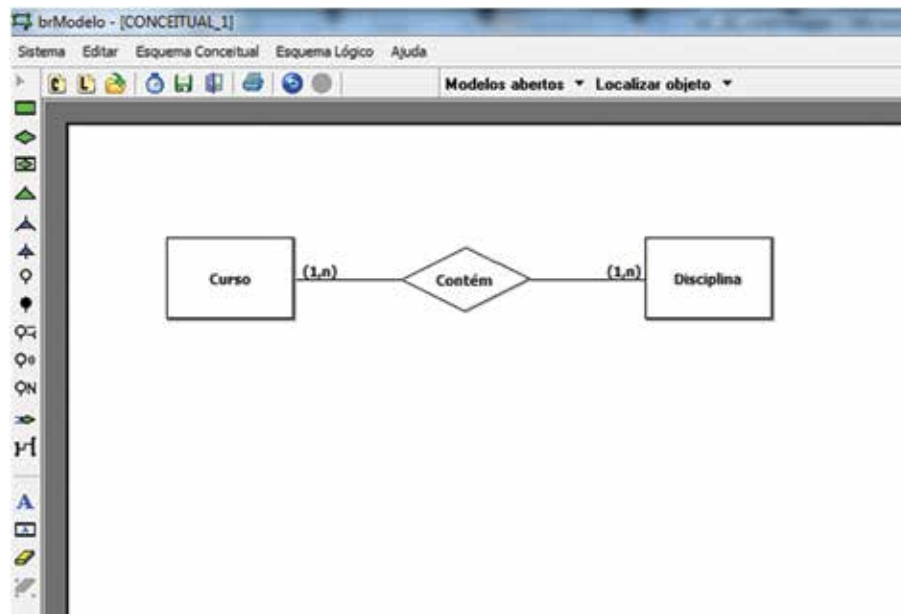 brModelo - [CONCEITUAL_1]
Sistema Editar Esquema Conceitual Esquema Lógico Ajuda
Modelos abertos Localizar objeto
Curso (1,n) Contém (1,n) Disciplina